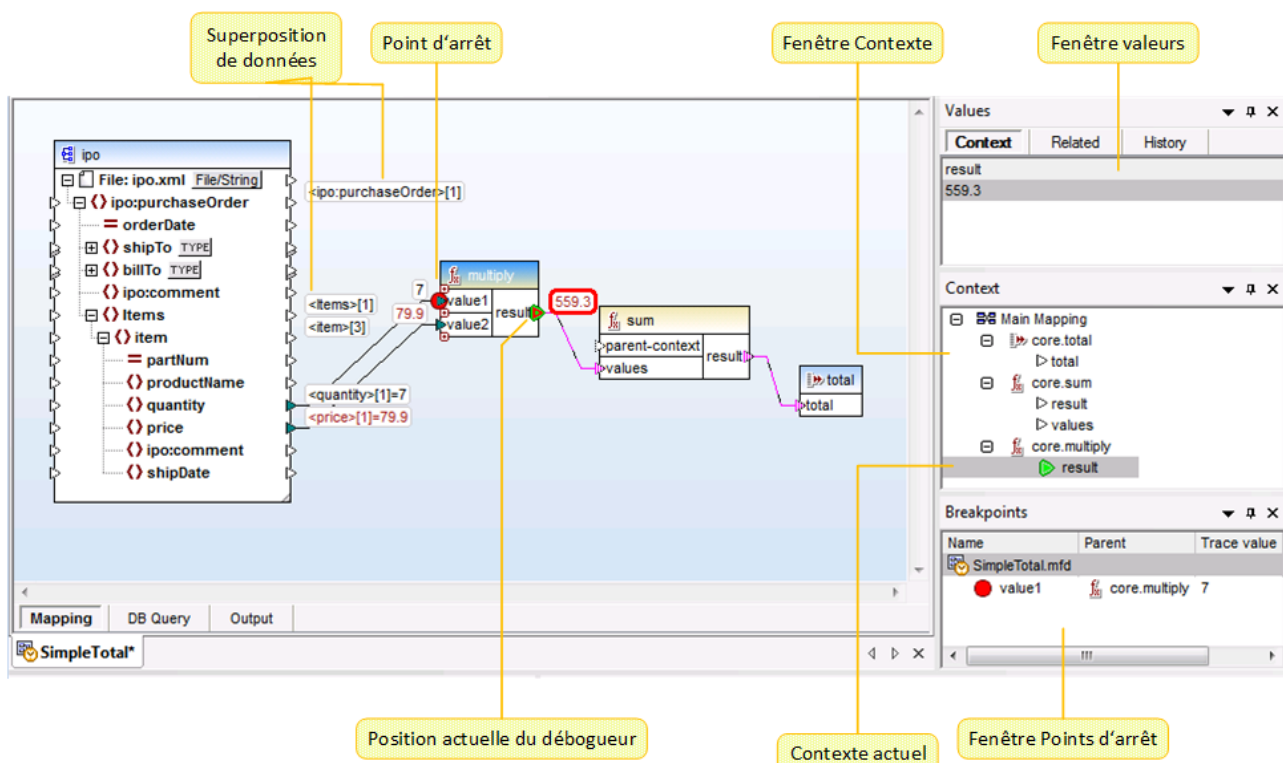 Superposition
de données
Point d‘arrêt
Fenêtre Contexte
Fenêtre valeurs
ipo
File: ipo.xml File/String
ipo:purchaseOrder
orderDate
shipTo TYPE
billTo TYPE
ipo:comment
Items
item
partNum
productName
quantity
price
ipo:comment
shipDate
<ipo:purchaseOrder>[1]
<Items>[1]
<item>[3]
<quantity>[1]=7
<price>[1]=79.9
7
79.9
multiply
value1
value2
result
559.3
sum
parent-context
values
result
total
total
Mapping DB Query Output
SimpleTotal*
Values
Context Related History
result
559.3
Context
Main Mapping
core.total
total
core.sum
result
values
core.multiply
result
Breakpoints
Name Parent Trace value
SimpleTotal.mfd
value1 core.multiply 7
Position actuelle du débogueur
Contexte actuel
Fenêtre Points d‘arrêt